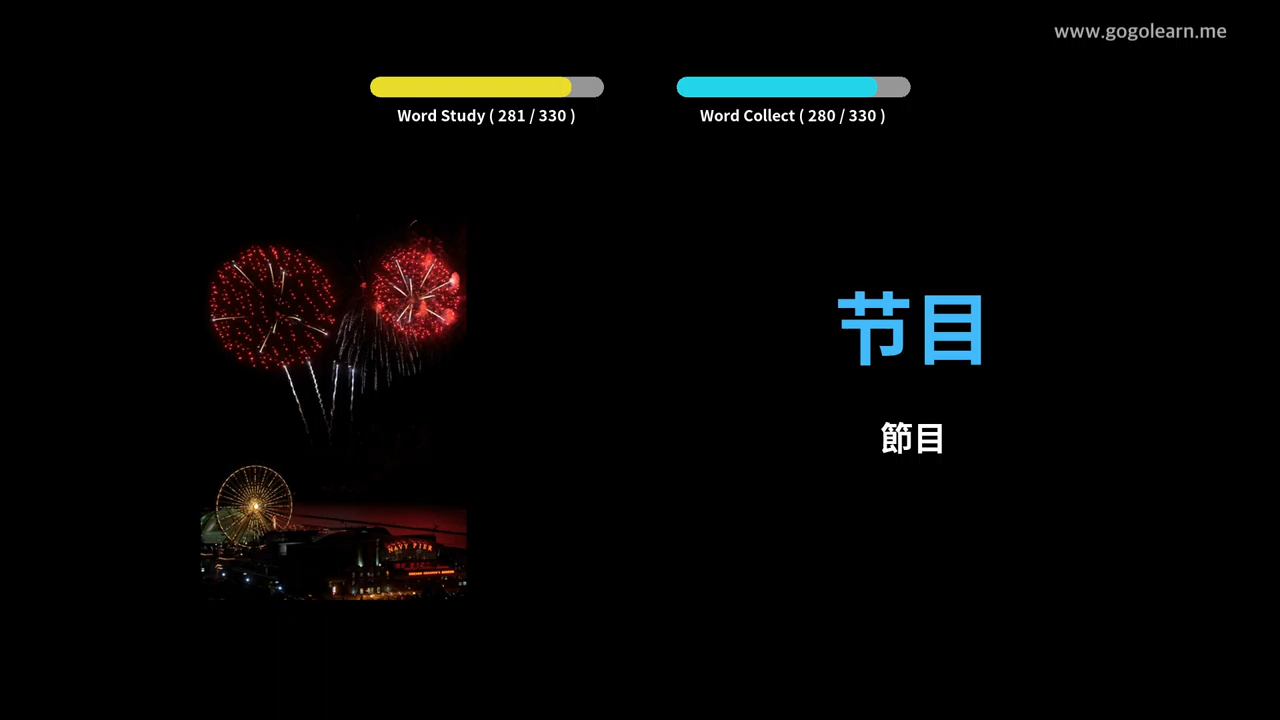 www.gogolearn.me
Word Study ( 281 / 330 )
Word Collect ( 280 / 330 )
节目
節目
NAVY PIER